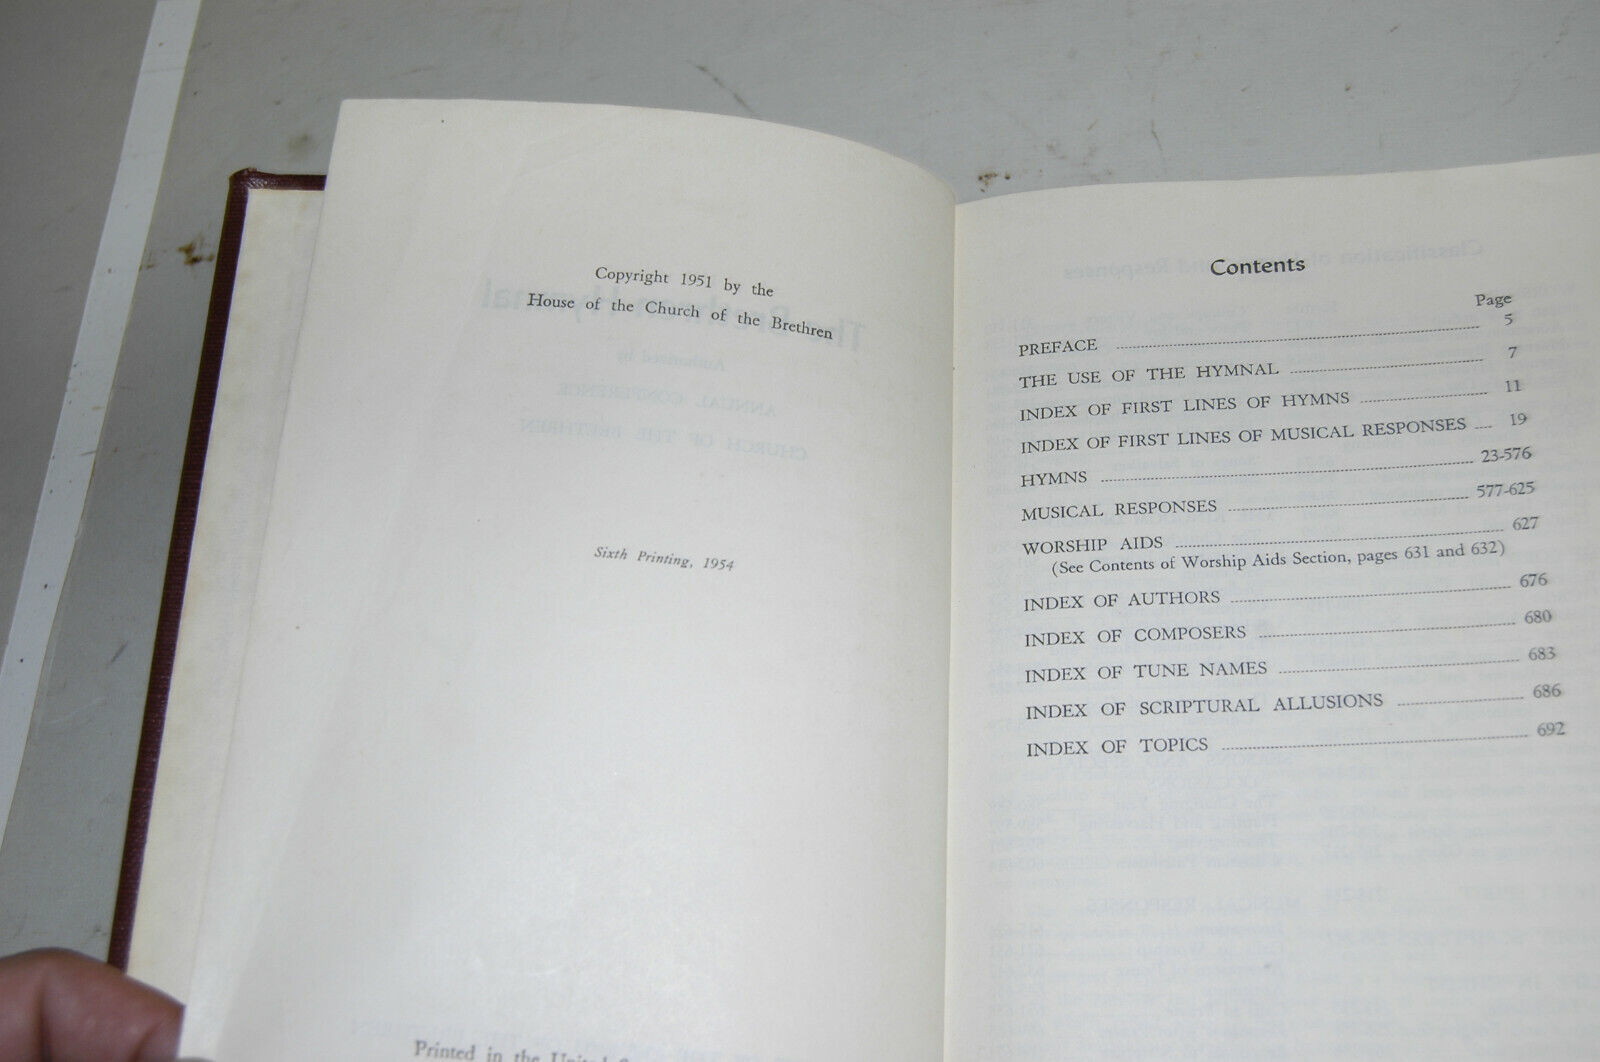 Copyright 1951 by the
House of the Church of the Brethren
Sixth Printing, 1954
Printed in the United
Contents
Page
PREFACE 5
THE USE OF THE HYMNAL 7
INDEX OF FIRST LINES OF HYMNS 11
INDEX OF FIRST LINES OF MUSICAL RESPONSES 19
HYMNS 23-576
MUSICAL RESPONSES 577-625
WORSHIP AIDS 627
(See Contents of Worship Aids Section, pages 631 and 632)
INDEX OF AUTHORS 676
INDEX OF COMPOSERS 680
INDEX OF TUNE NAMES 683
INDEX OF SCRIPTURAL ALLUSIONS 686
INDEX OF TOPICS 692